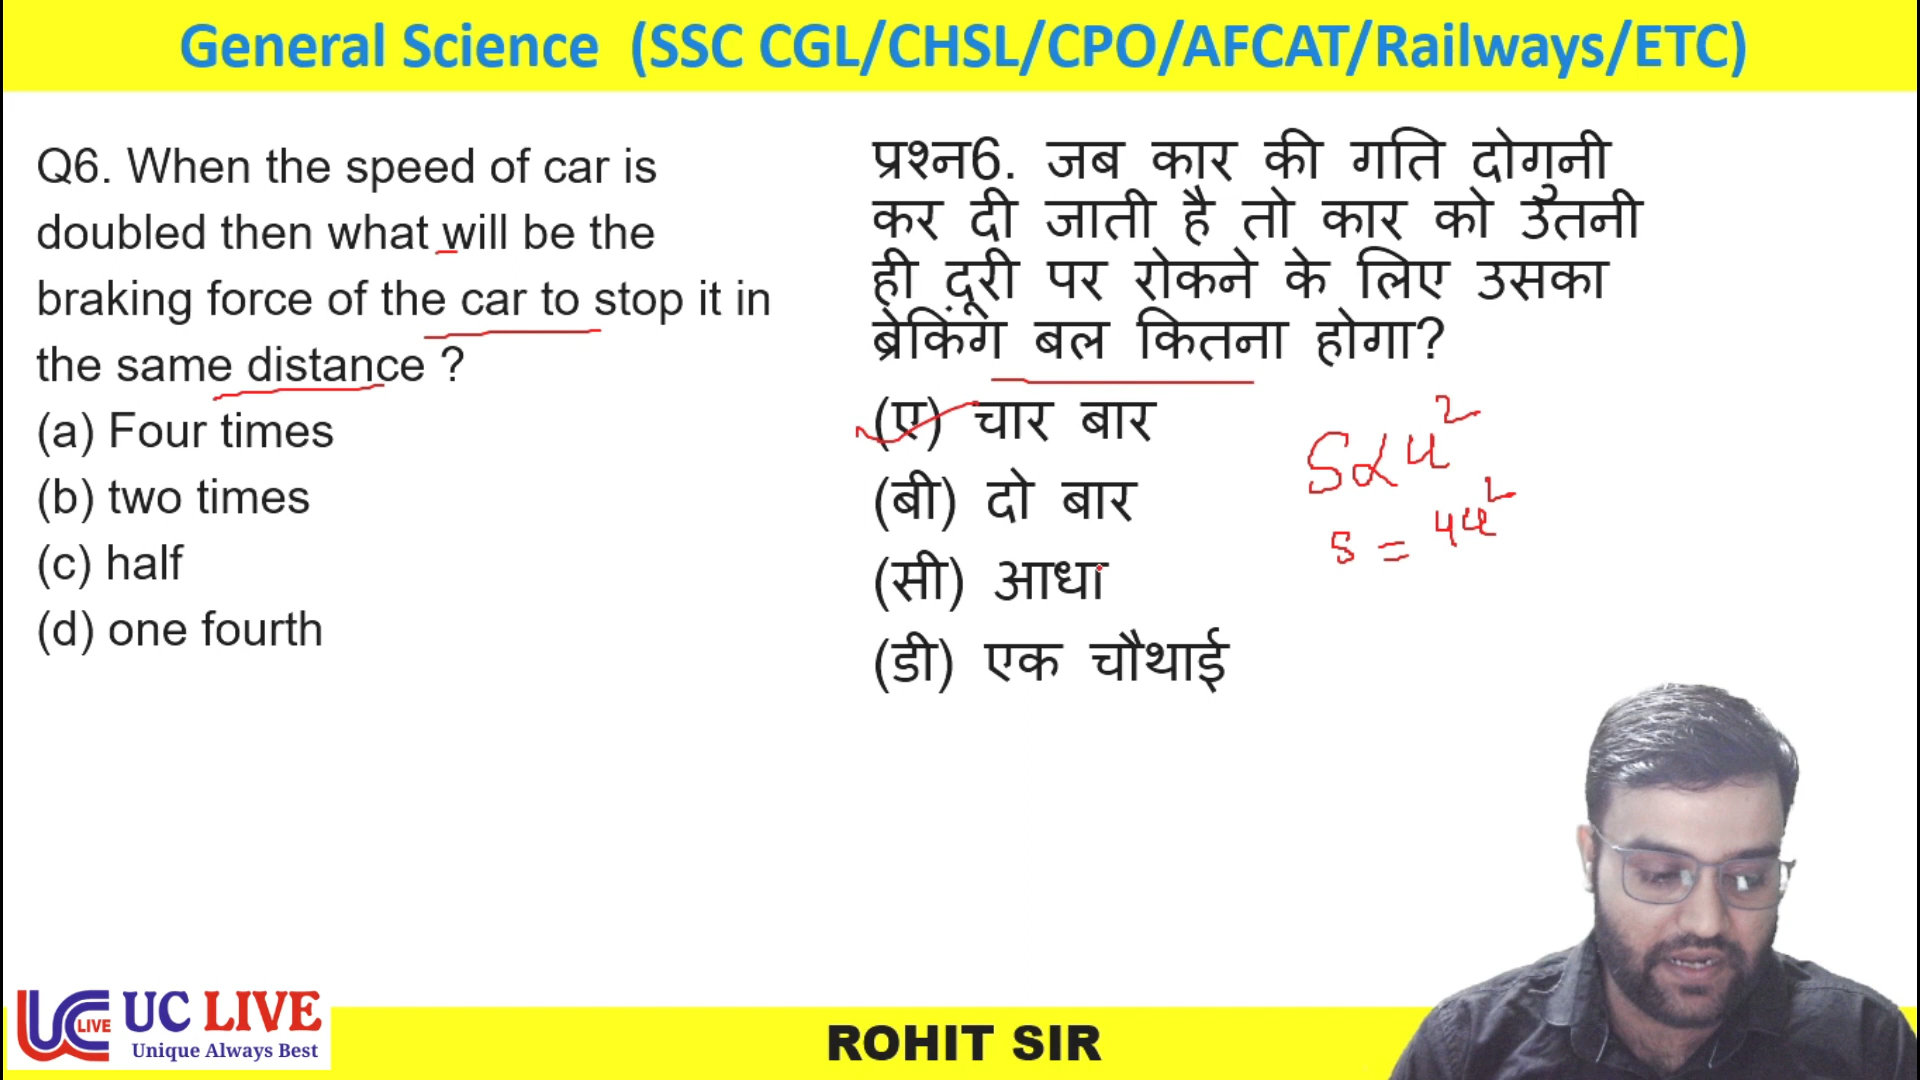 General Science (SSC CGL/CHSL/CPO/AFCAT/Railways/ETC)
Q6. When the speed of car is
doubled then what will be the
braking force of the car to stop it in
the same distance ?
(a) Four times
(b) two times
(c) half
(d) one fourth
प्रश्न6. जब कार की गति दोगुनी
कर दी जाती है तो कार को उतनी
ही दूरी पर रोकने के लिए उसका
ब्रेकिंग बल कितना होगा?
(ए) चार बार
(बी) दो बार
(सी) आधा
(डी) एक चौथाई
S∝u²
s = 4u²
LIVE
UC LIVE
Unique Always Best
ROHIT SIR